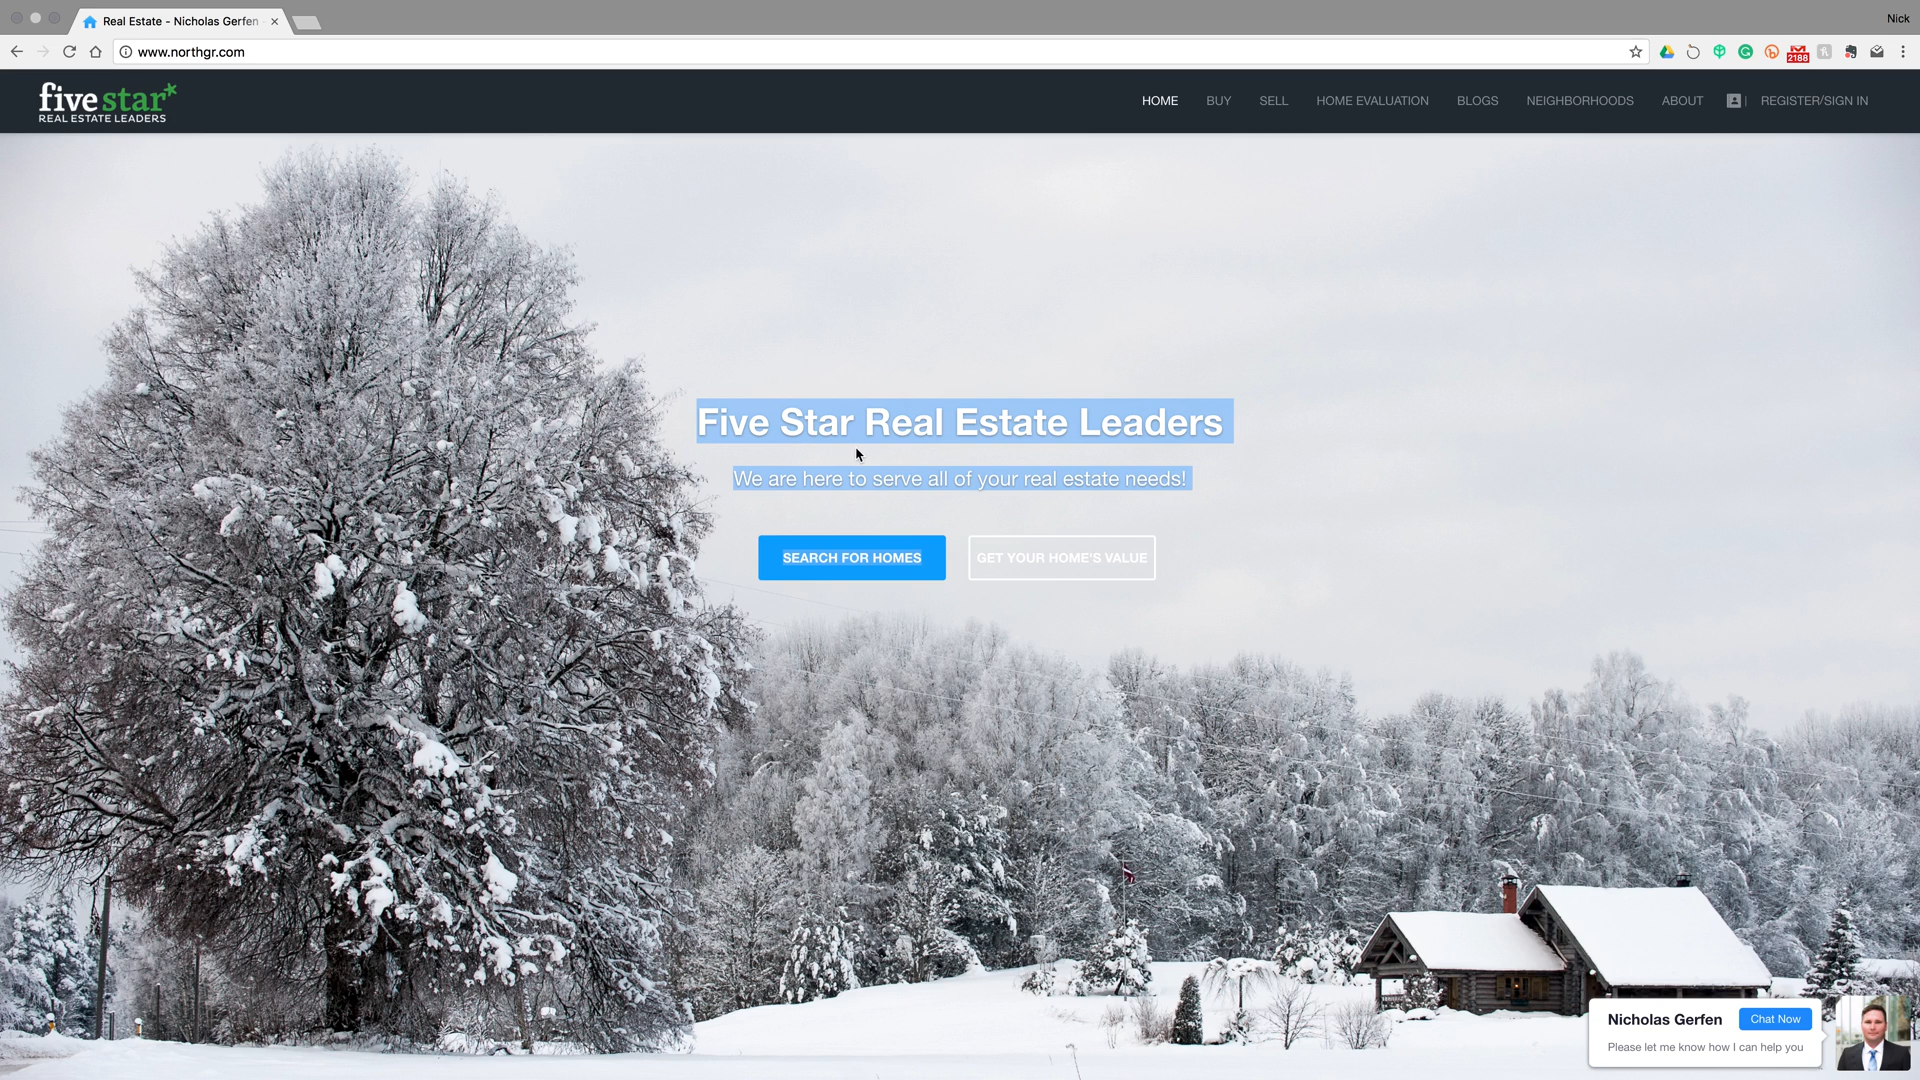 Nick
Real Estate - Nicholas Gerfen
www.northgr.com
2188
five star
REAL ESTATE LEADERS
HOME
BUY
SELL
HOME EVALUATION
BLOGS
NEIGHBORHOODS
ABOUT
REGISTER/SIGN IN
Five Star Real Estate Leaders
We are here to serve all of your real estate needs!
SEARCH FOR HOMES
GET YOUR HOME'S VALUE
Nicholas Gerfen
Chat Now
Please let me know how I can help you